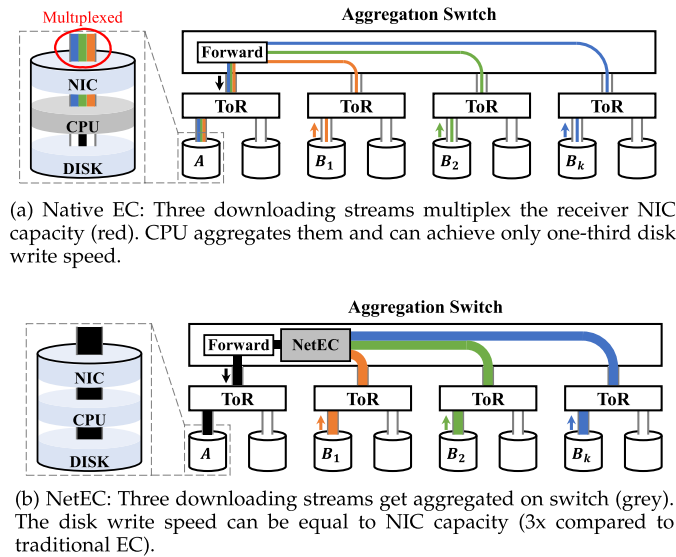 Multiplexed
Aggregation Switch
Forward
NIC
CPU
DISK
ToR
ToR
ToR
ToR
A
B₁
B₂
Bₖ
(a) Native EC: Three downloading streams multiplex the receiver NIC
capacity (red). CPU aggregates them and can achieve only one-third disk
write speed.
Aggregation Switch
Forward
NetEC
NIC
CPU
DISK
ToR
ToR
ToR
ToR
A
B₁
B₂
Bₖ
(b) NetEC: Three downloading streams get aggregated on switch (grey).
The disk write speed can be equal to NIC capacity (3x compared to
traditional EC).